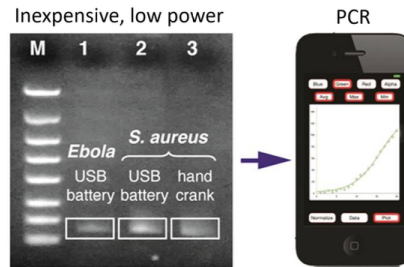 Inexpensive, low power
PCR
M 1 2 3
Ebola
S. aureus
USB battery
USB battery
hand crank
Blue Green Red Alpha
Avg Max Min
Normalize Data Plot